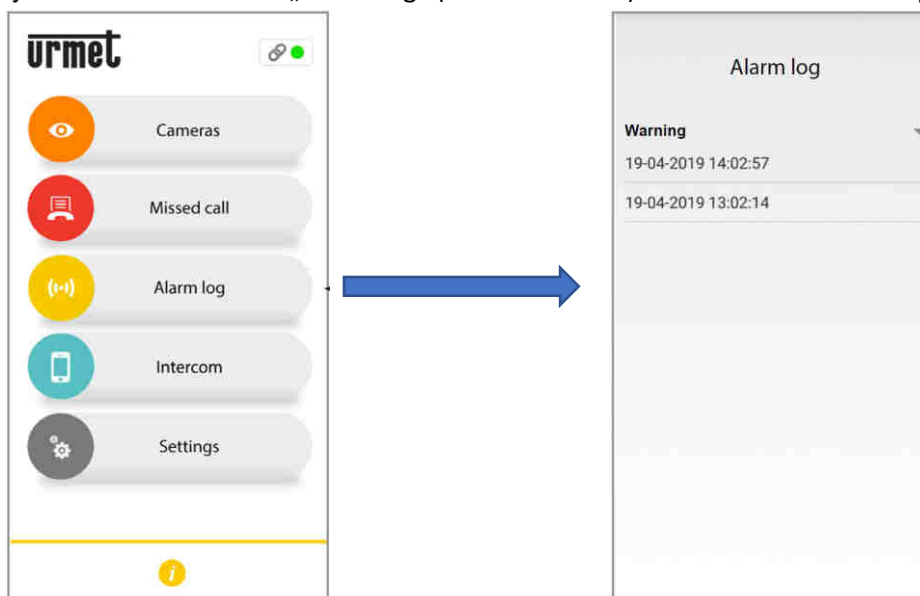 urmet
Cameras
Missed call
Alarm log
Intercom
Settings
i
Alarm log
Warning
19-04-2019 14:02:57
19-04-2019 13:02:14